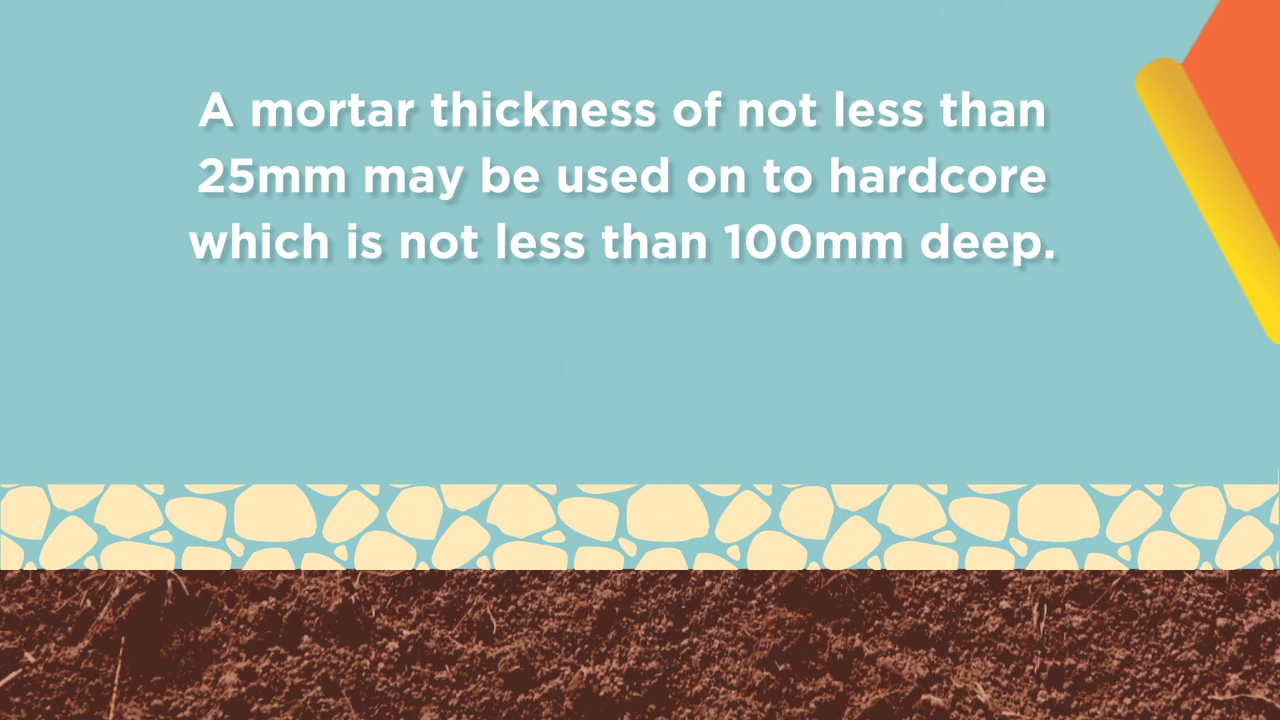 A mortar thickness of not less than
25mm may be used on to hardcore
which is not less than 100mm deep.